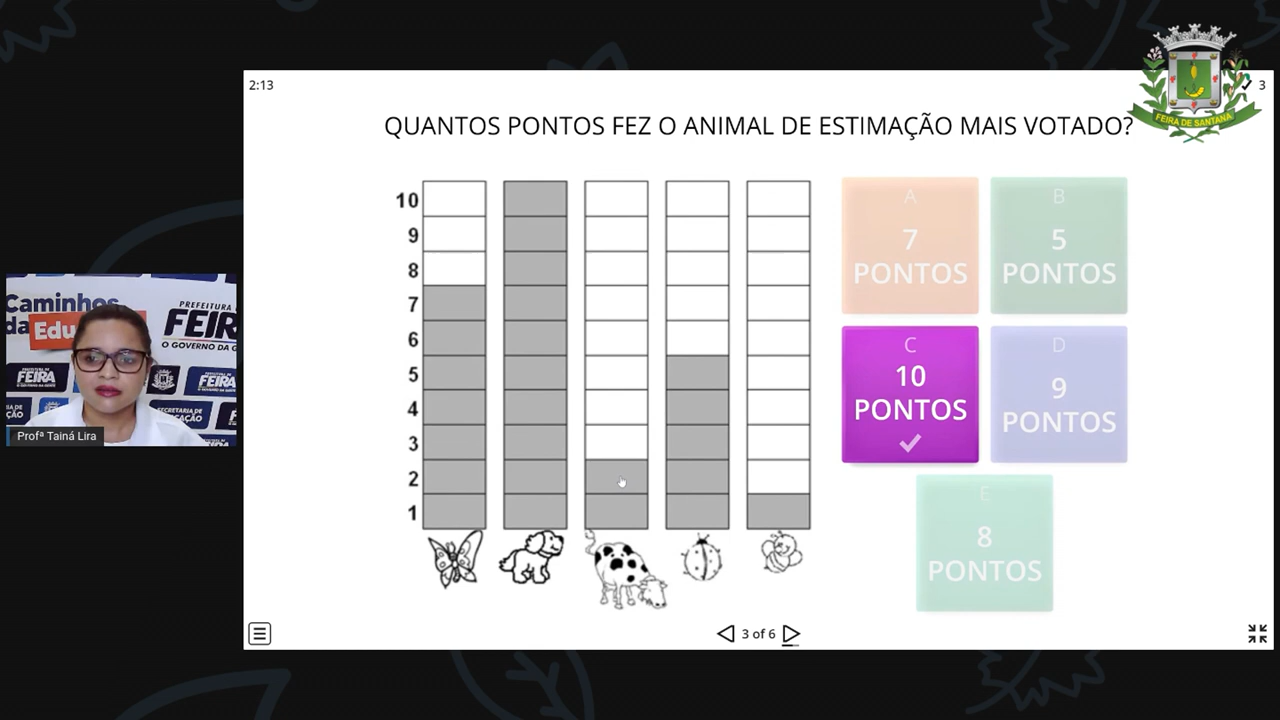 2:13
3
FEIRA DE SANTANA
QUANTOS PONTOS FEZ O ANIMAL DE ESTIMAÇÃO MAIS VOTADO?
10
9
8
7
6
5
4
3
2
1
A
7
PONTOS
B
5
PONTOS
C
10
PONTOS
D
9
PONTOS
E
8
PONTOS
3 of 6
Caminhos
da Edu
PREFEITURA
FEIR
O GOVERNO DA G
FEIRA
FEIRA
SECRETARIA DE
Profª Tainá Lira